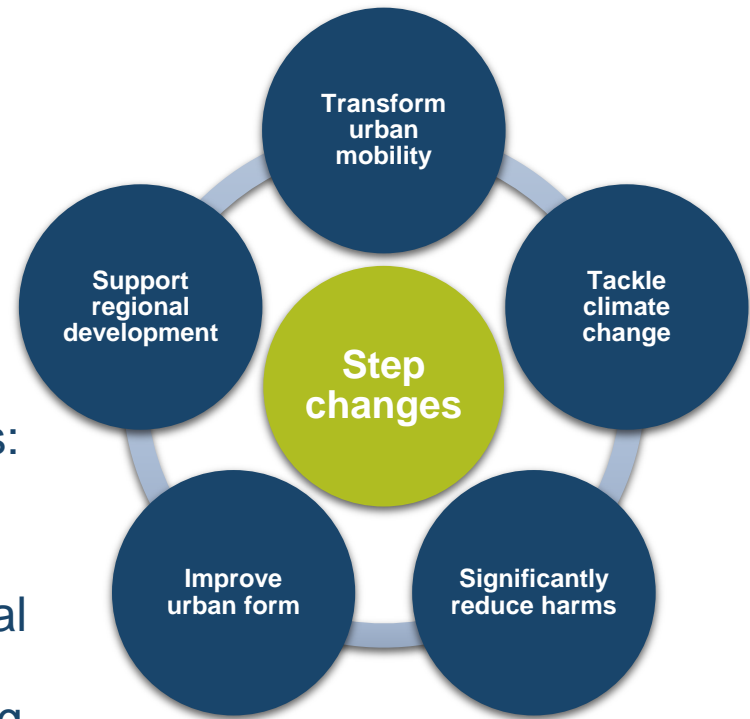 Transform
urban
mobility
Tackle
climate
change
Significantly
reduce harms
Improve
urban form
Support
regional
development
Step
changes